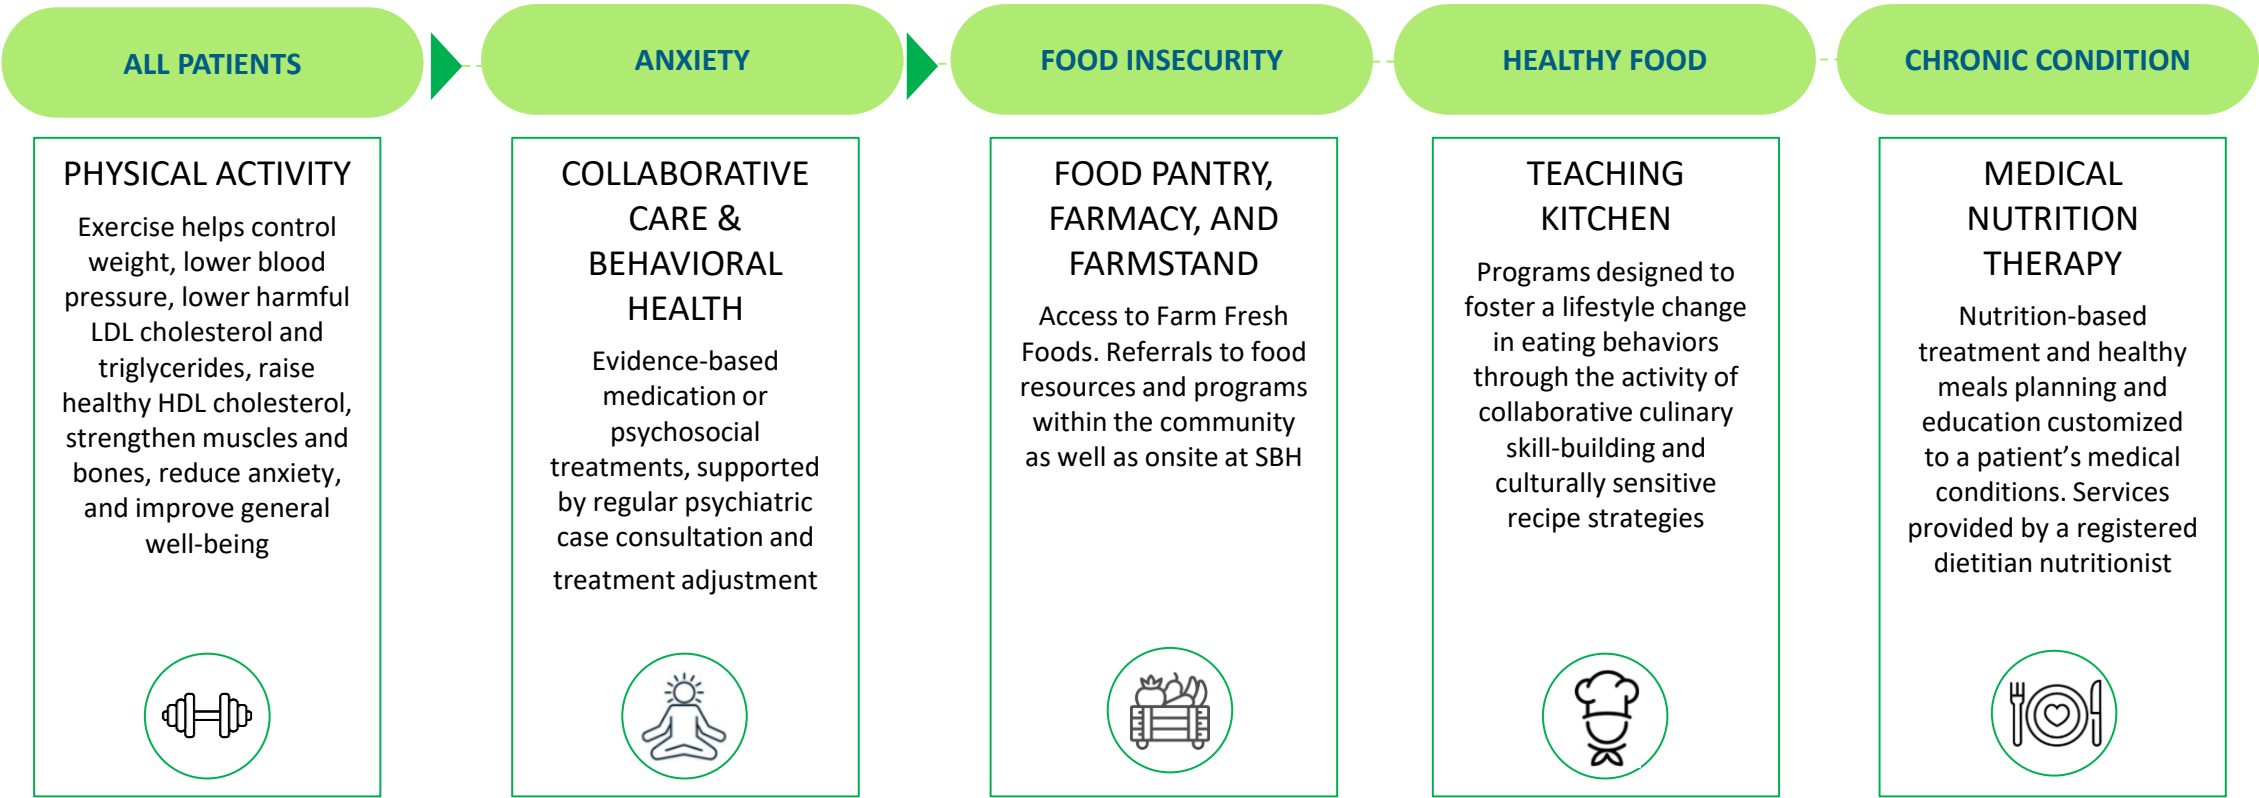 ALL PATIENTS
ANXIETY
FOOD INSECURITY
HEALTHY FOOD
CHRONIC CONDITION
PHYSICAL ACTIVITY
Exercise helps control
weight, lower blood
pressure, lower harmful
LDL cholesterol and
triglycerides, raise
healthy HDL cholesterol,
strengthen muscles and
bones, reduce anxiety,
and improve general
well-being
COLLABORATIVE
CARE &
BEHAVIORAL
HEALTH
Evidence-based
medication or
psychosocial
treatments, supported
by regular psychiatric
case consultation and
treatment adjustment
FOOD PANTRY,
FARMACY, AND
FARMSTAND
Access to Farm Fresh
Foods. Referrals to food
resources and programs
within the community
as well as onsite at SBH
TEACHING
KITCHEN
Programs designed to
foster a lifestyle change
in eating behaviors
through the activity of
collaborative culinary
skill-building and
culturally sensitive
recipe strategies
MEDICAL
NUTRITION
THERAPY
Nutrition-based
treatment and healthy
meals planning and
education customized
to a patient’s medical
conditions. Services
provided by a registered
dietitian nutritionist